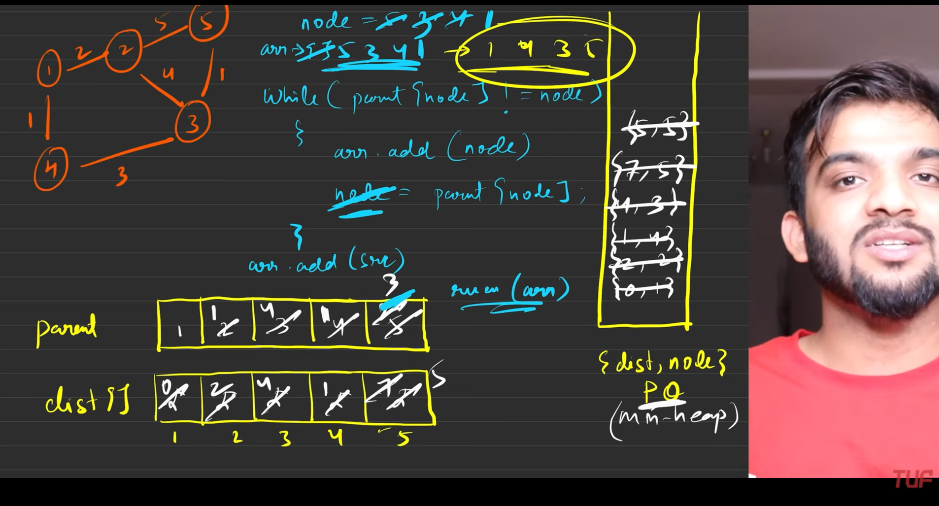 node = 5 3 4 1
arr → 5 3 5 3 4 1 → 1 4 3 5
while ( parent [node] != node )
{
arr.add (node)
node = parent [node] ;
}
arr.add (src)
(arr)
1 2 5 2 5
4
1 1
3
4 3
{5, 5}
{7, 5}
{4, 3}
{1, 4}
{2, 2}
{0, 1}
{dist, node}
PQ
(min-heap)
3
parent 1 1 2 4 3 4 5
dist [] 0 2 4 1 5
1 2 3 4 5
TUF